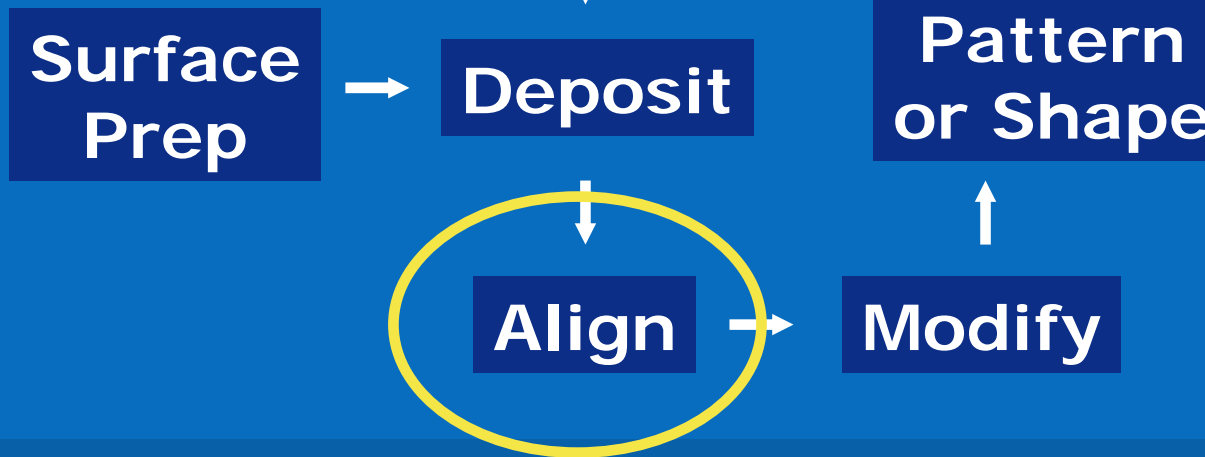 Surface
Prep
Deposit
Pattern
or Shape
Align
Modify